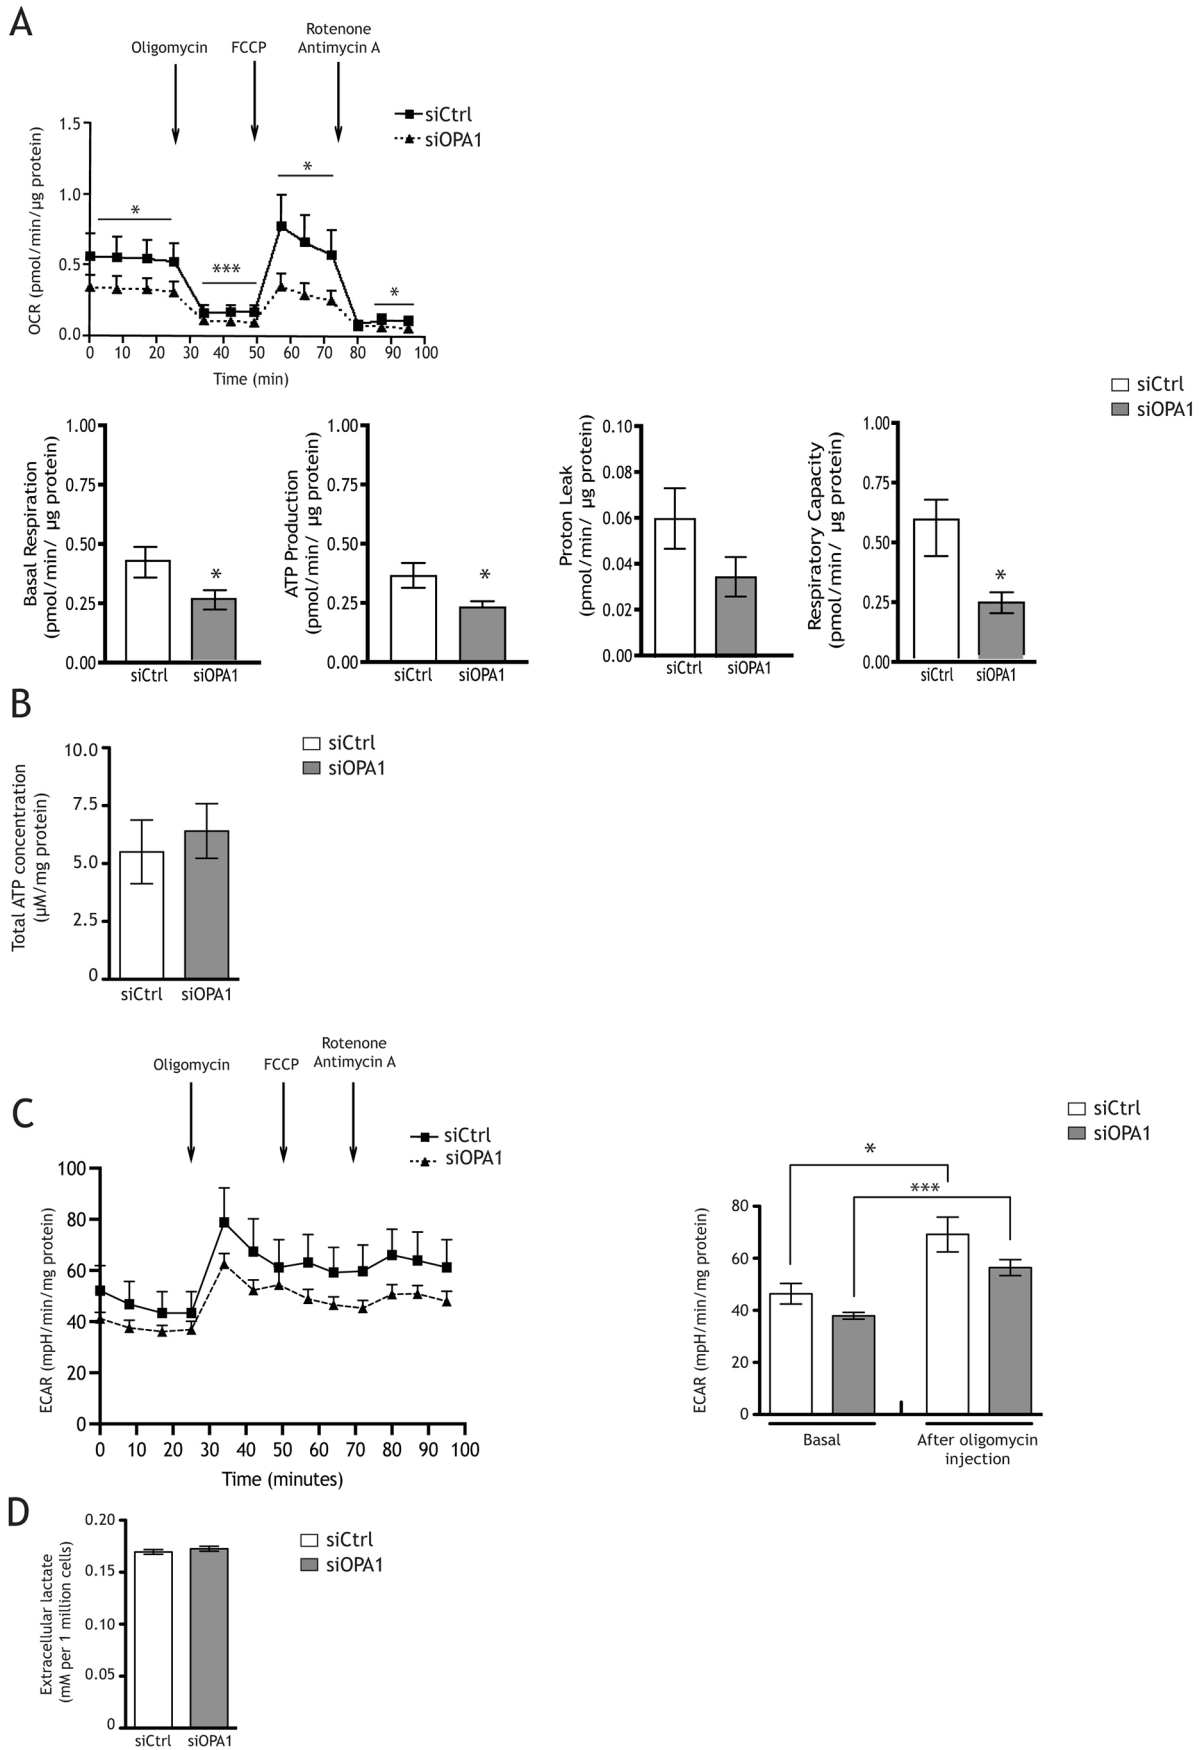 A
Rotenone
Oligomycin FCCP Antimycin A
siCtrl
siOPA1
OCR (pmol/min/µg protein)
1.5
1.0
0.5
0.0
*
***
*
*
0 10 20 30 40 50 60 70 80 90 100
Time (min)
siCtrl
siOPA1
Basal Respiration
(pmol/min/ µg protein)
1.00
0.75
0.50
0.25
0.00
*
siCtrl siOPA1
ATP Production
(pmol/min/ µg protein)
1.00
0.75
0.50
0.25
0.00
*
siCtrl siOPA1
Proton Leak
(pmol/min/ µg protein)
0.10
0.08
0.06
0.04
0.02
0.00
siCtrl siOPA1
Respiratory Capacity
(pmol/min/ µg protein)
1.00
0.75
0.50
0.25
0.00
*
siCtrl siOPA1
B
Total ATP concentration
(µM/mg protein)
10.0
7.5
5.0
2.5
0
siCtrl siOPA1
siCtrl
siOPA1
C
Rotenone
Oligomycin FCCP Antimycin A
siCtrl
siOPA1
ECAR (mpH/min/mg protein)
100
80
60
40
20
0
0 10 20 30 40 50 60 70 80 90 100
Time (minutes)
siCtrl
siOPA1
ECAR (mpH/min/mg protein)
80
60
40
20
0
*
***
Basal After oligomycin
injection
D
Extracellular lactate
(mM per 1 million cells)
0.20
0.15
0.10
0.05
0
siCtrl siOPA1
siCtrl
siOPA1